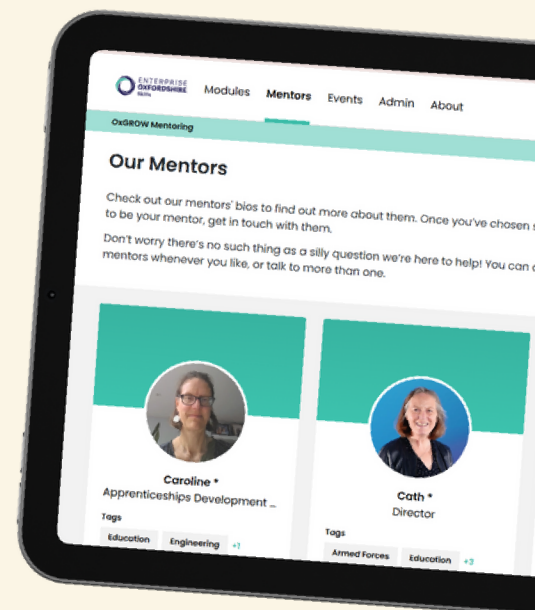 ENTERPRISE
OXFORDSHIRE
Skills
Modules Mentors Events Admin About
OxGROW Mentoring
Our Mentors
Check out our mentors' bios to find out more about them. Once you've chosen
to be your mentor, get in touch with them.
Don't worry there's no such thing as a silly question we're here to help! You can
mentors whenever you like, or talk to more than one.
Caroline *
Apprenticeships Development ...
Tags
Education Engineering +1
Cath *
Director
Tags
Armed Forces Education +3